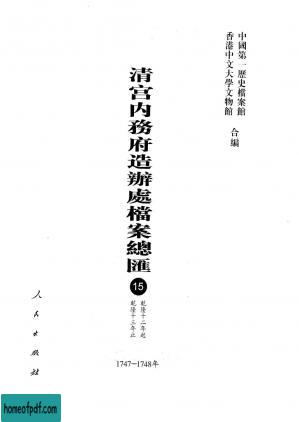 中國第一歷史檔案館
香港中文大學文物館
合編
清宫内務府造辦處檔案總匯
15
乾隆十二年起
乾隆十三年止
1747—1748年
人民出版社
homeofpdf.com